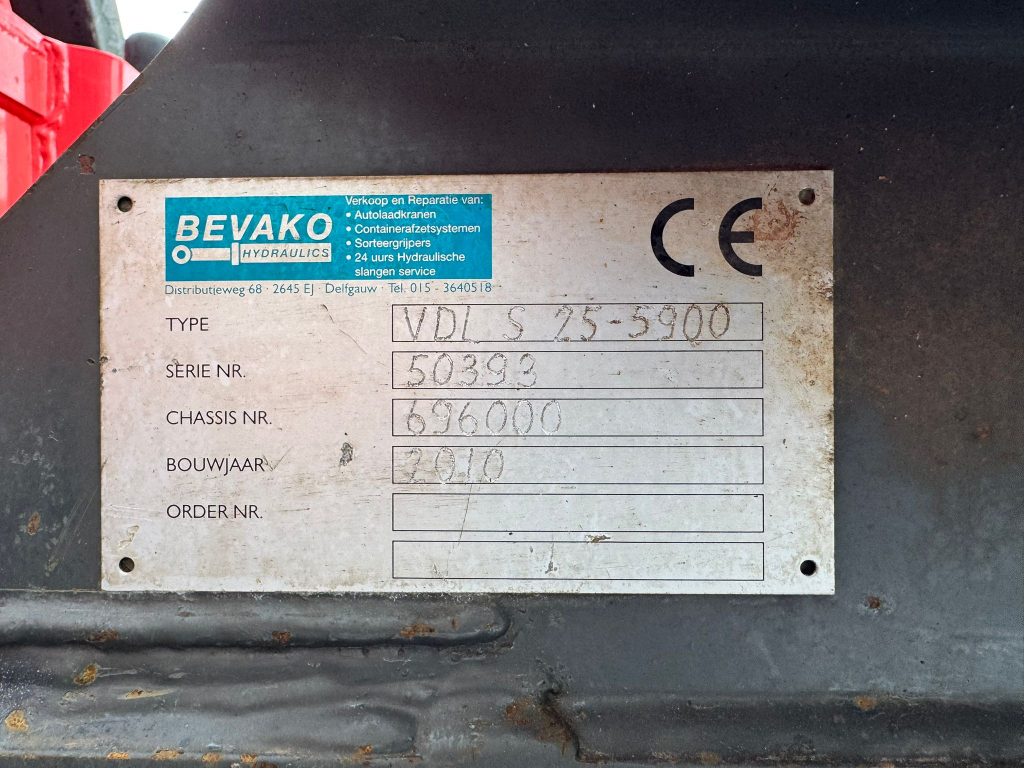 BEVAKO
HYDRAULICS
Verkoop en Reparatie van:
• Autolaadkranen
• Containerafzetsystemen
• Sorteergrijpers
• 24 uurs Hydraulische
slangen service
CE
Distributieweg 68 · 2645 EJ · Delfgauw · Tel. 015 - 3640518
TYPE VDL S 25-5900
SERIE NR. 50393
CHASSIS NR. 696000
BOUWJAAR 2010
ORDER NR.